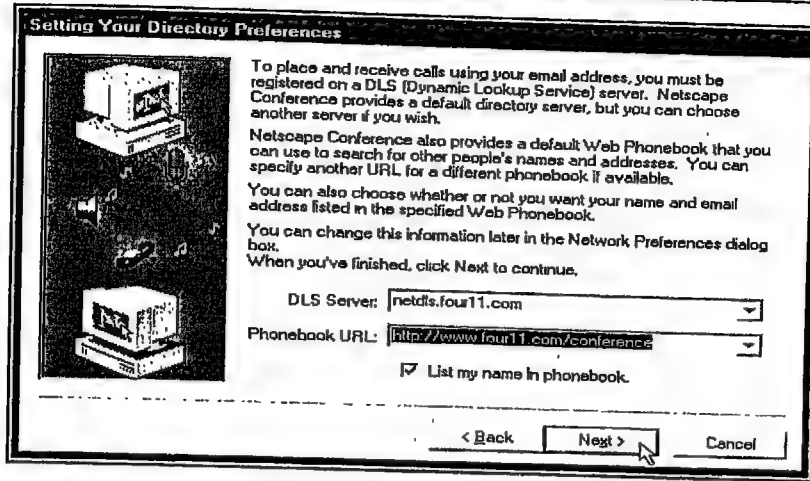 Setting Your Directory Preferences
To place and receive calls using your email address, you must be
registered on a DLS (Dynamic Lookup Service) server. Netscape
Conference provides a default directory server, but you can choose
another server if you wish.
Netscape Conference also provides a default Web Phonebook that you
can use to search for other people's names and addresses. You can
specify another URL for a different phonebook if available.
You can also choose whether or not you want your name and email
address listed in the specified Web Phonebook.
You can change this information later in the Network Preferences dialog
box.
When you've finished, click Next to continue.
DLS Server: netdls.four11.com
Phonebook URL: http://www.four11.com/conference
List my name in phonebook.
< Back Next > Cancel